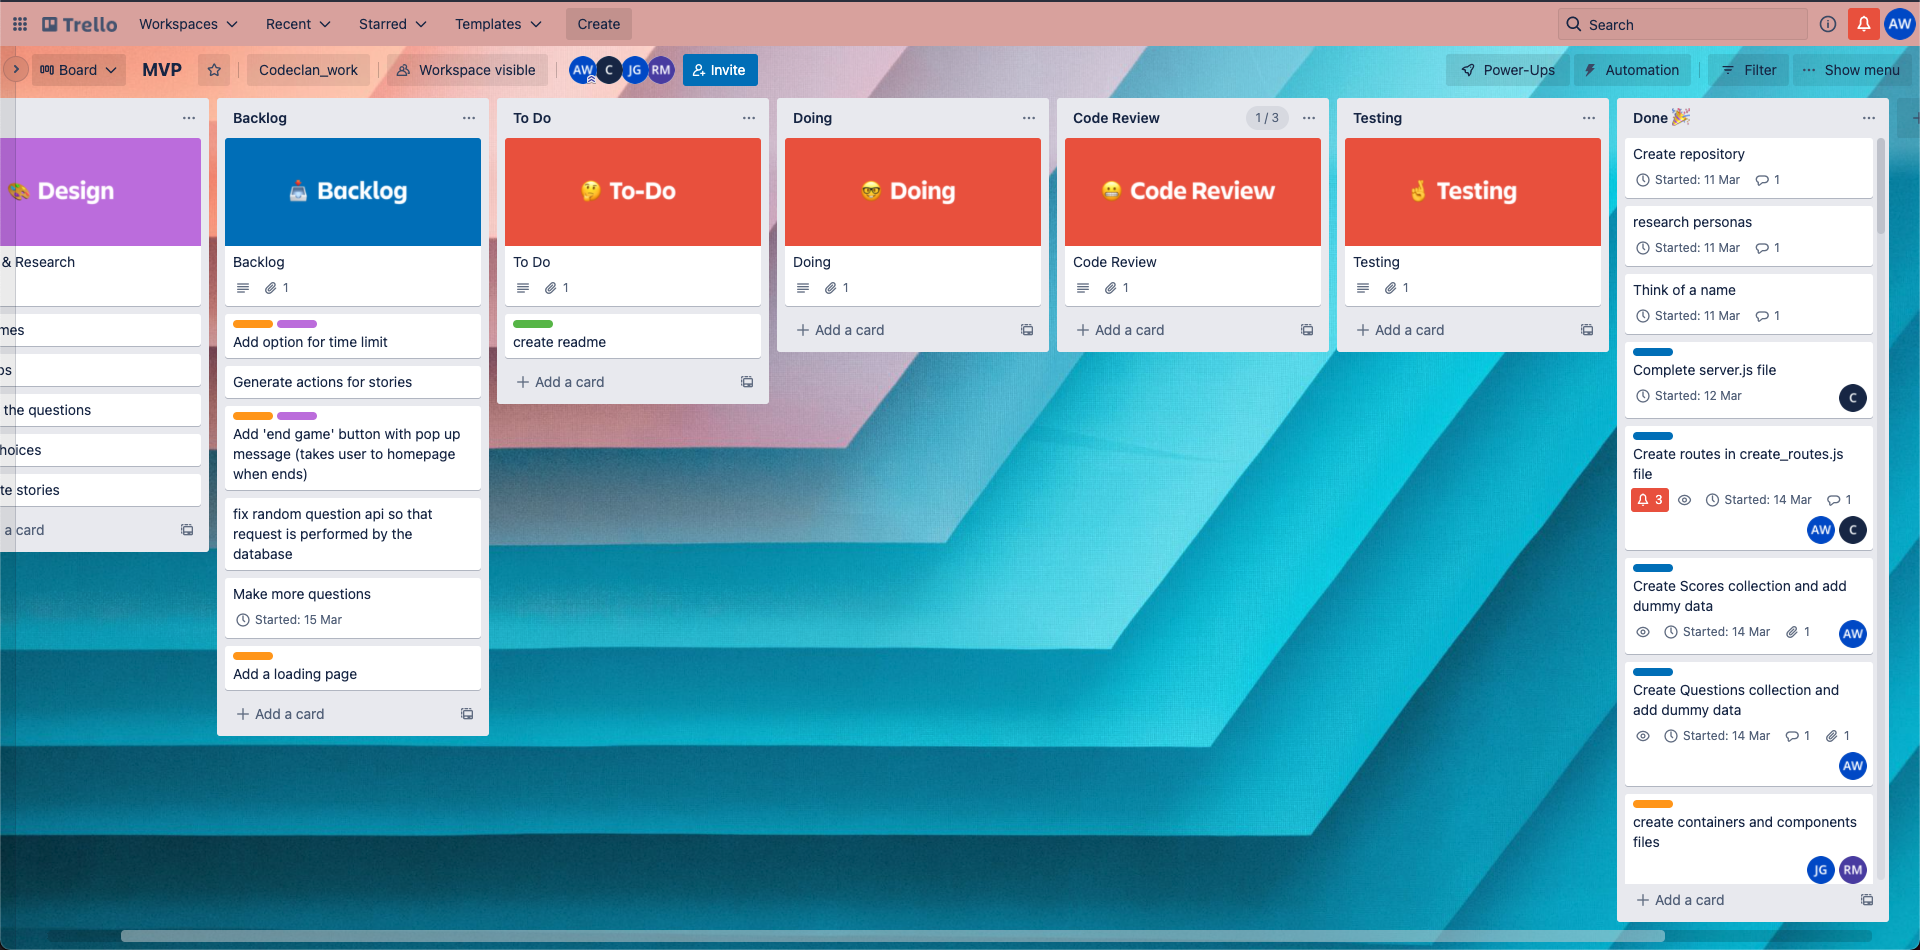 Trello
Workspaces
Recent
Starred
Templates
Create
Search
AW
Board
MVP
Codeclan_work
Workspace visible
AW
C
JG
RM
Invite
Power-Ups
Automation
Filter
Show menu
Design
& Research
the questions
te stories
a card
Backlog
Backlog
Backlog
1
Add option for time limit
Generate actions for stories
Add 'end game' button with pop up
message (takes user to homepage
when ends)
fix random question api so that
request is performed by the
database
Make more questions
Started: 15 Mar
Add a loading page
Add a card
To Do
To-Do
To Do
1
create readme
Add a card
Doing
Doing
Doing
1
Add a card
Code Review
1 / 3
Code Review
Code Review
1
Add a card
Testing
Testing
Testing
1
Add a card
Done
Create repository
Started: 11 Mar
1
research personas
Started: 11 Mar
1
Think of a name
Started: 11 Mar
1
Complete server.js file
Started: 12 Mar
C
Create routes in create_routes.js
file
3
Started: 14 Mar
1
AW
C
Create Scores collection and add
dummy data
Started: 14 Mar
1
AW
Create Questions collection and
add dummy data
Started: 14 Mar
1
1
AW
create containers and components
files
JG
RM
Add a card